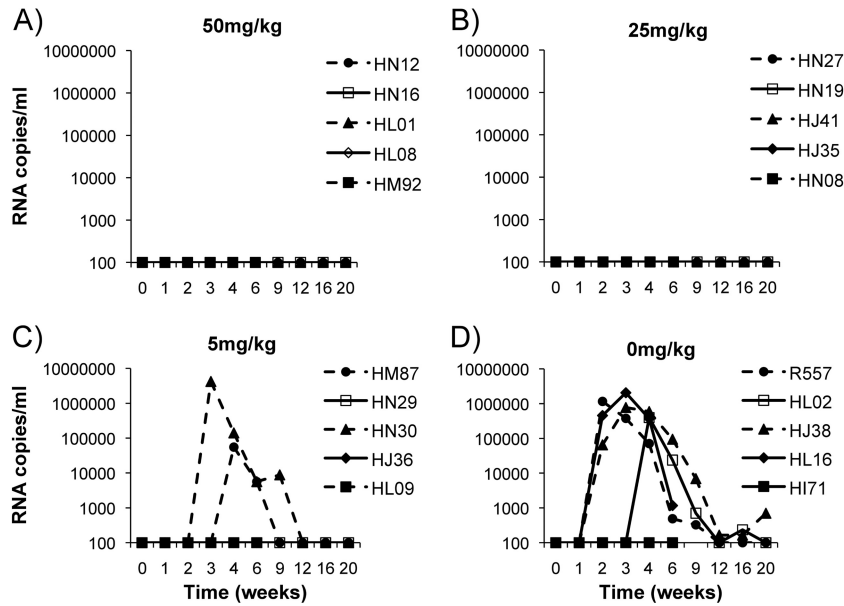 A)
50mg/kg
RNA copies/ml
10000000
1000000
100000
10000
1000
100
0 1 2 3 4 6 9 12 16 20
HN12
HN16
HL01
HL08
HM92
B)
25mg/kg
10000000
1000000
100000
10000
1000
100
0 1 2 3 4 6 9 12 16 20
HN27
HN19
HJ41
HJ35
HN08
C)
5mg/kg
RNA copies/ml
10000000
1000000
100000
10000
1000
100
0 1 2 3 4 6 9 12 16 20
Time (weeks)
HM87
HN29
HN30
HJ36
HL09
D)
0mg/kg
10000000
1000000
100000
10000
1000
100
0 1 2 3 4 6 9 12 16 20
Time (weeks)
R557
HL02
HJ38
HL16
HI71